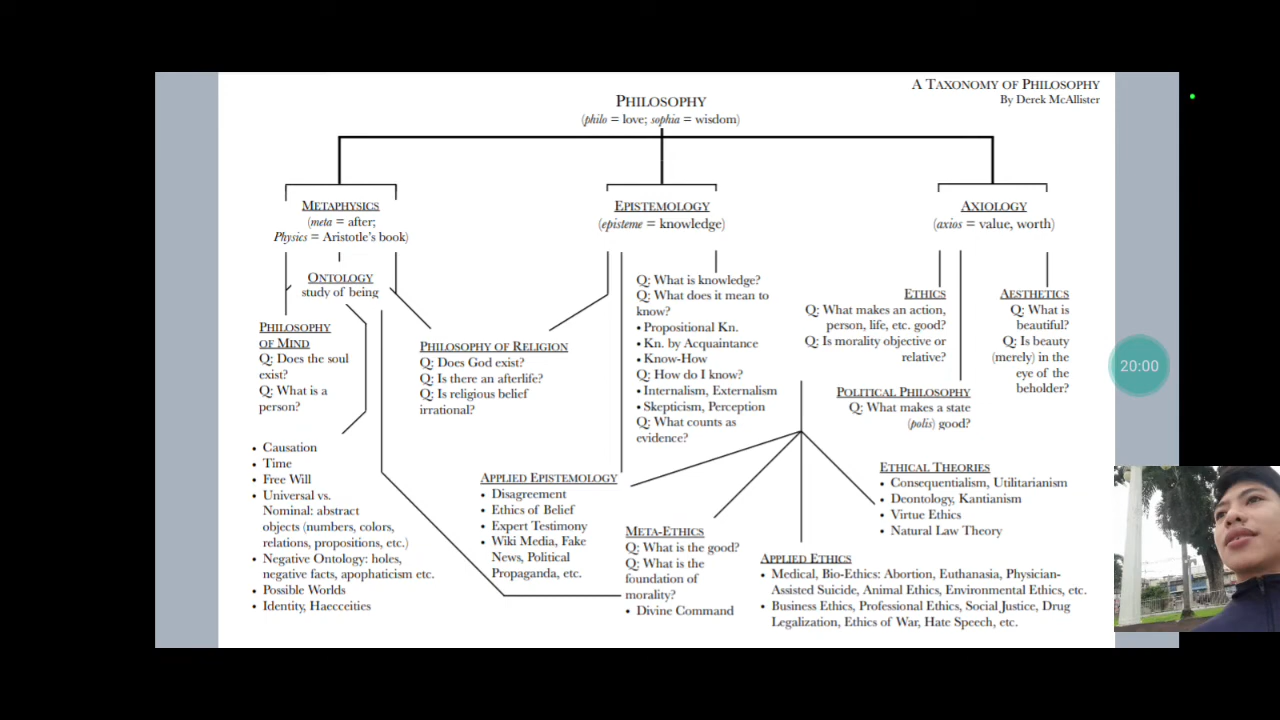 A TAXONOMY OF PHILOSOPHY
By Derek McAllister
PHILOSOPHY
(philo = love; sophia = wisdom)
METAPHYSICS
(meta = after;
Physics = Aristotle's book)
ONTOLOGY
study of being
PHILOSOPHY
OF MIND
Q: Does the soul
exist?
Q: What is a
person?
• Causation
• Time
• Free Will
• Universal vs.
Nominal: abstract
objects (numbers, colors,
relations, propositions, etc.)
• Negative Ontology: holes,
negative facts, apophaticism etc.
• Possible Worlds
• Identity, Haecceities
PHILOSOPHY OF RELIGION
Q: Does God exist?
Q: Is there an afterlife?
Q: Is religious belief
irrational?
EPISTEMOLOGY
(episteme = knowledge)
Q: What is knowledge?
Q: What does it mean to
know?
• Propositional Kn.
• Kn. by Acquaintance
• Know-How
Q: How do I know?
• Internalism, Externalism
• Skepticism, Perception
Q: What counts as
evidence?
APPLIED EPISTEMOLOGY
• Disagreement
• Ethics of Belief
• Expert Testimony
• Wiki Media, Fake
News, Political
Propaganda, etc.
AXIOLOGY
(axios = value, worth)
ETHICS
Q: What makes an action,
person, life, etc. good?
Q: Is morality objective or
relative?
AESTHETICS
Q: What is
beautiful?
Q: Is beauty
(merely) in the
eye of the
beholder?
POLITICAL PHILOSOPHY
Q: What makes a state
(polis) good?
META-ETHICS
Q: What is the good?
Q: What is the
foundation of
morality?
• Divine Command
ETHICAL THEORIES
• Consequentialism, Utilitarianism
• Deontology, Kantianism
• Virtue Ethics
• Natural Law Theory
APPLIED ETHICS
• Medical, Bio-Ethics: Abortion, Euthanasia, Physician-
Assisted Suicide, Animal Ethics, Environmental Ethics, etc.
• Business Ethics, Professional Ethics, Social Justice, Drug
Legalization, Ethics of War, Hate Speech, etc.
20:00